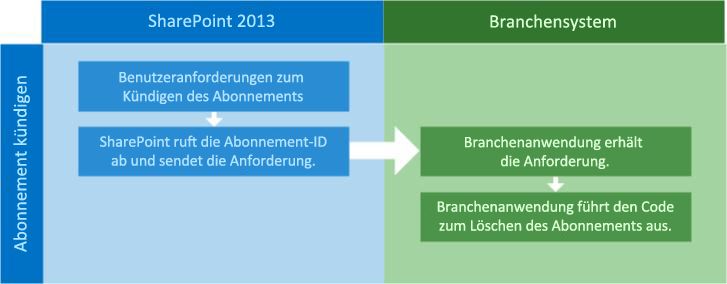 SharePoint 2013
Branchensystem
Abonnement kündigen
Benutzeranforderungen zum
Kündigen des Abonnements
SharePoint ruft die Abonnement-ID
ab und sendet die Anforderung.
Branchenanwendung erhält
die Anforderung.
Branchenanwendung führt den Code
zum Löschen des Abonnements aus.